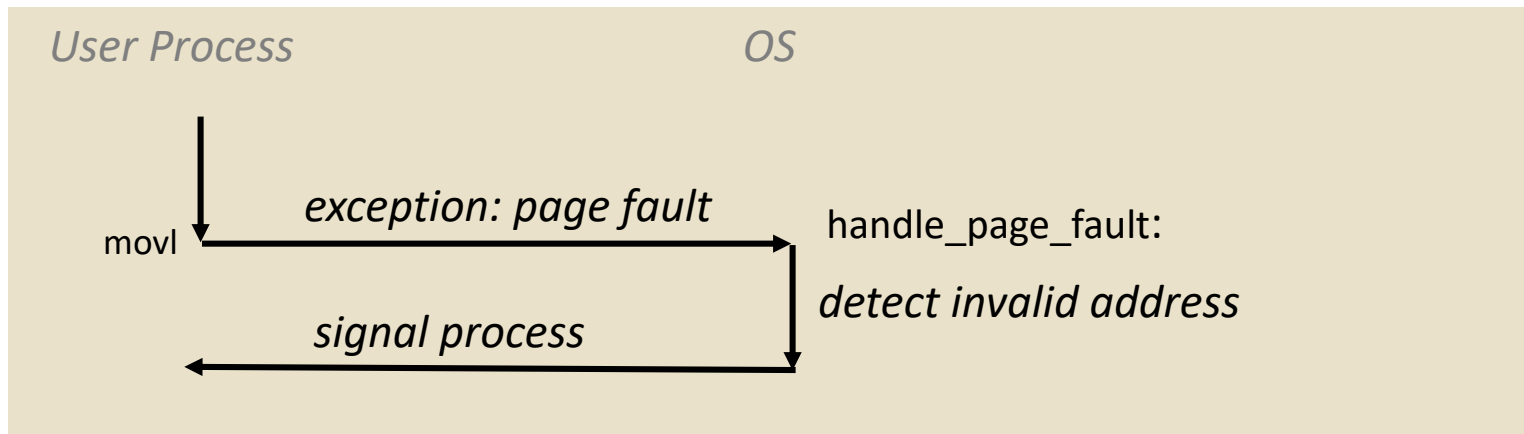 User Process OS
exception: page fault
handle_page_fault:
movl
detect invalid address
signal process